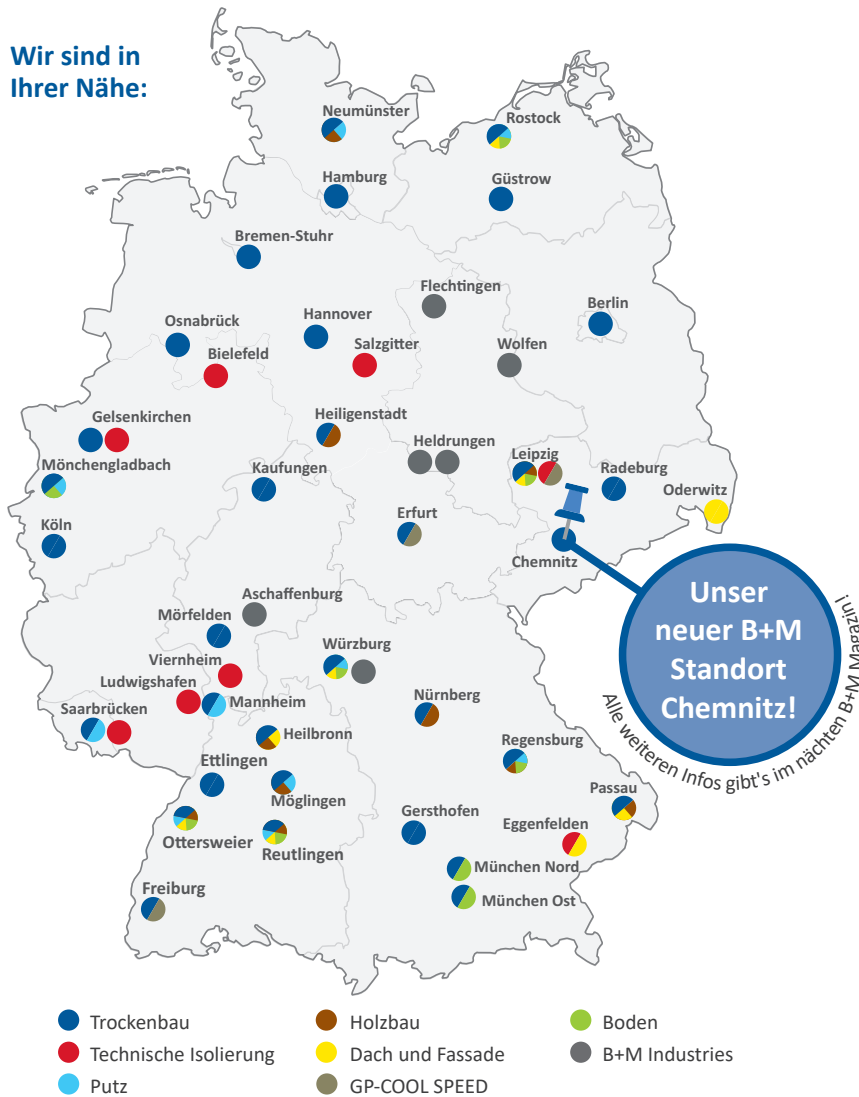 Wir sind in
Ihrer Nähe:
Neumünster
Rostock
Hamburg
Güstrow
Bremen-Stuhr
Flechtingen
Berlin
Osnabrück
Hannover
Bielefeld
Salzgitter
Wolfen
Gelsenkirchen
Heiligenstadt
Heldrungen
Leipzig
Mönchengladbach
Kaufungen
Radeburg
Oderwitz
Köln
Erfurt
Chemnitz
Unser
neuer B+M
Standort
Chemnitz!
Alle weiteren Infos gibt's im nächten B+M Magazin!
Aschaffenburg
Mörfelden
Würzburg
Viernheim
Ludwigshafen
Mannheim
Saarbrücken
Nürnberg
Heilbronn
Regensburg
Ettlingen
Möglingen
Passau
Gersthofen
Eggenfelden
Ottersweier
Reutlingen
München Nord
Freiburg
München Ost
Trockenbau
Holzbau
Boden
Technische Isolierung
Dach und Fassade
B+M Industries
Putz
GP-COOL SPEED